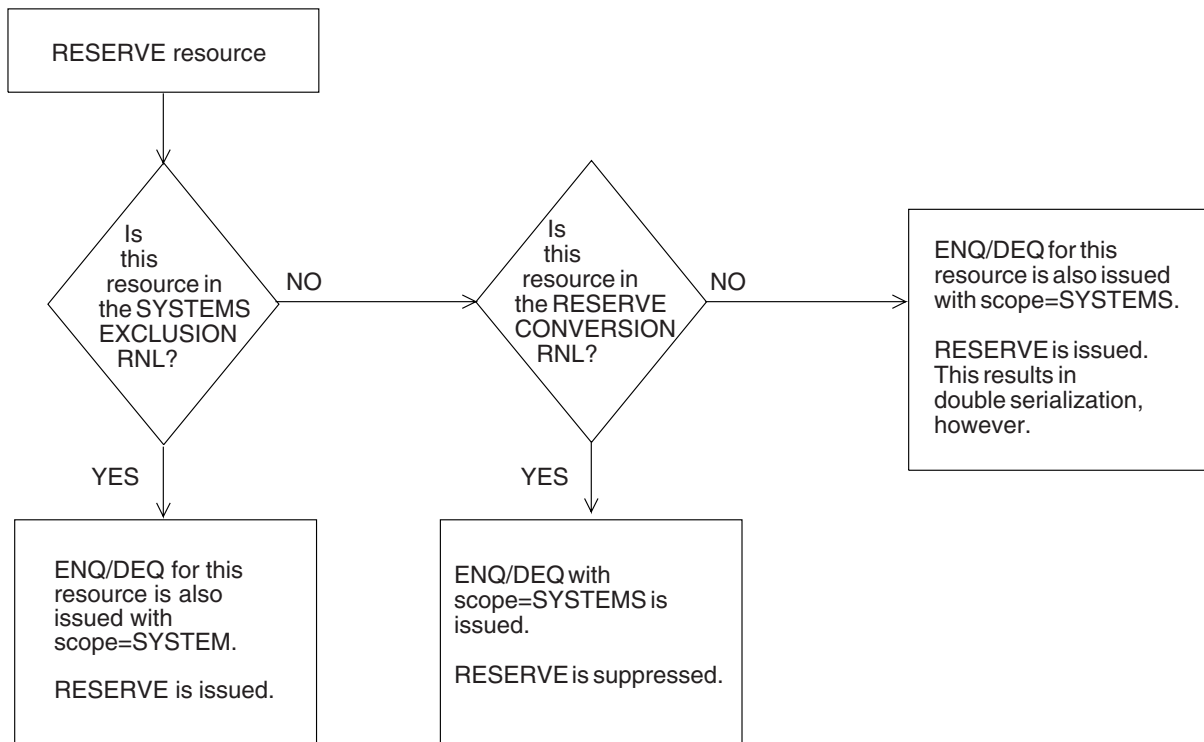 RESERVE resource
Is
this
resource in
the SYSTEMS
EXCLUSION
RNL?
NO
YES
Is
this
resource in
the RESERVE
CONVERSION
RNL?
NO
YES
ENQ/DEQ for this
resource is also issued
with scope=SYSTEMS.
RESERVE is issued.
This results in
double serialization,
however.
ENQ/DEQ for this
resource is also
issued with
scope=SYSTEM.
RESERVE is issued.
ENQ/DEQ with
scope=SYSTEMS is
issued.
RESERVE is suppressed.